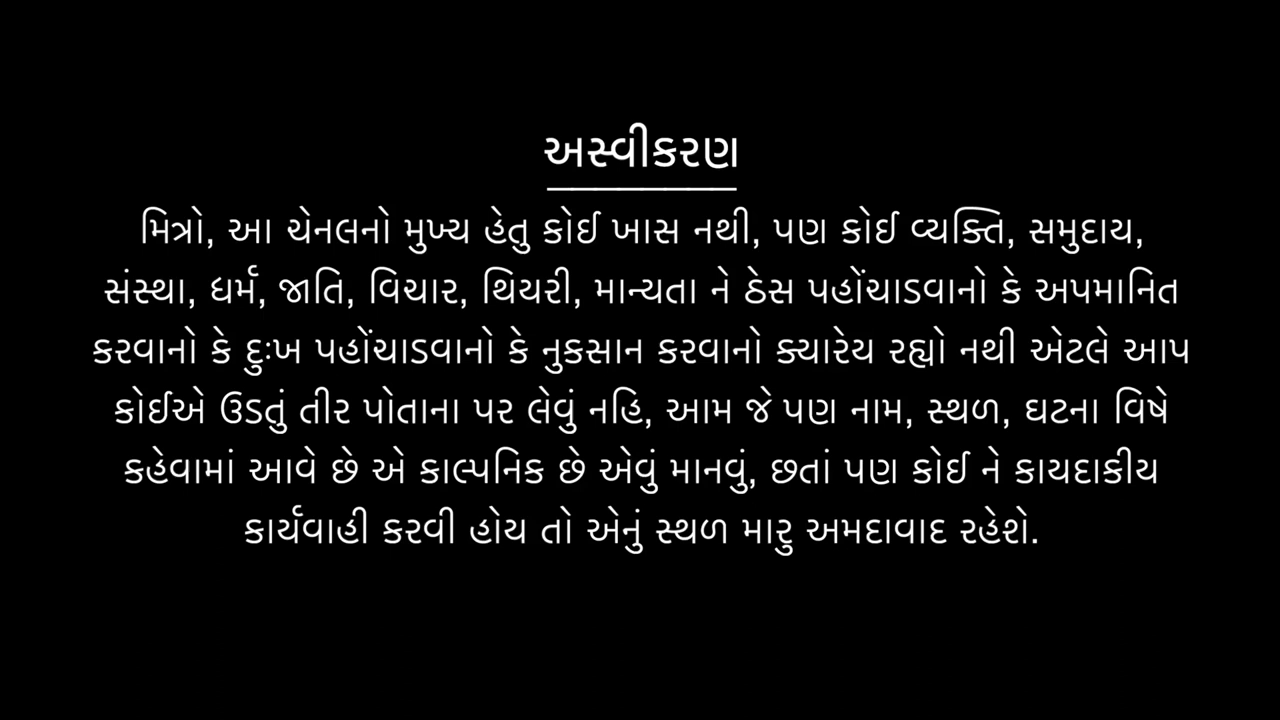 અસ્વીકરણ
મિત્રો, આ ચેનલનો મુખ્ય હેતુ કોઈ ખાસ નથી, પણ કોઈ વ્યક્તિ, સમુદાય,
સંસ્થા, ધર્મ, જાતિ, વિચાર, થિયરી, માન્યતા ને ઠેસ પહોંચાડવાનો કે અપમાનિત
કરવાનો કે દુઃખ પહોંચાડવાનો કે નુકસાન કરવાનો ક્યારેય રહ્યો નથી એટલે આપ
કોઈએ ઉડતું તીર પોતાના પર લેવું નહિ, આમ જે પણ નામ, સ્થળ, ઘટના વિષે
કહેવામાં આવે છે એ કાલ્પનિક છે એવું માનવું, છતાં પણ કોઈ ને કાયદાકીય
કાર્યવાહી કરવી હોય તો એનું સ્થળ મારુ અમદાવાદ રહેશે.